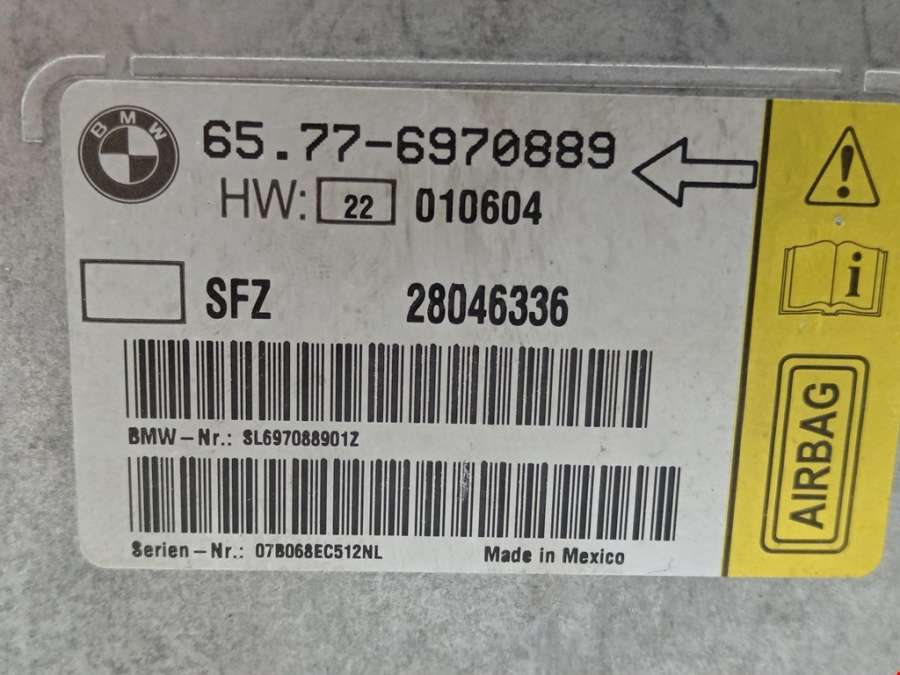 BMW
65.77-6970889
HW: 22 010604
SFZ 28046336
BMW-Nr.: SL697088901Z
Serien-Nr.: 07B068EC512NL Made in Mexico
!
i
AIRBAG